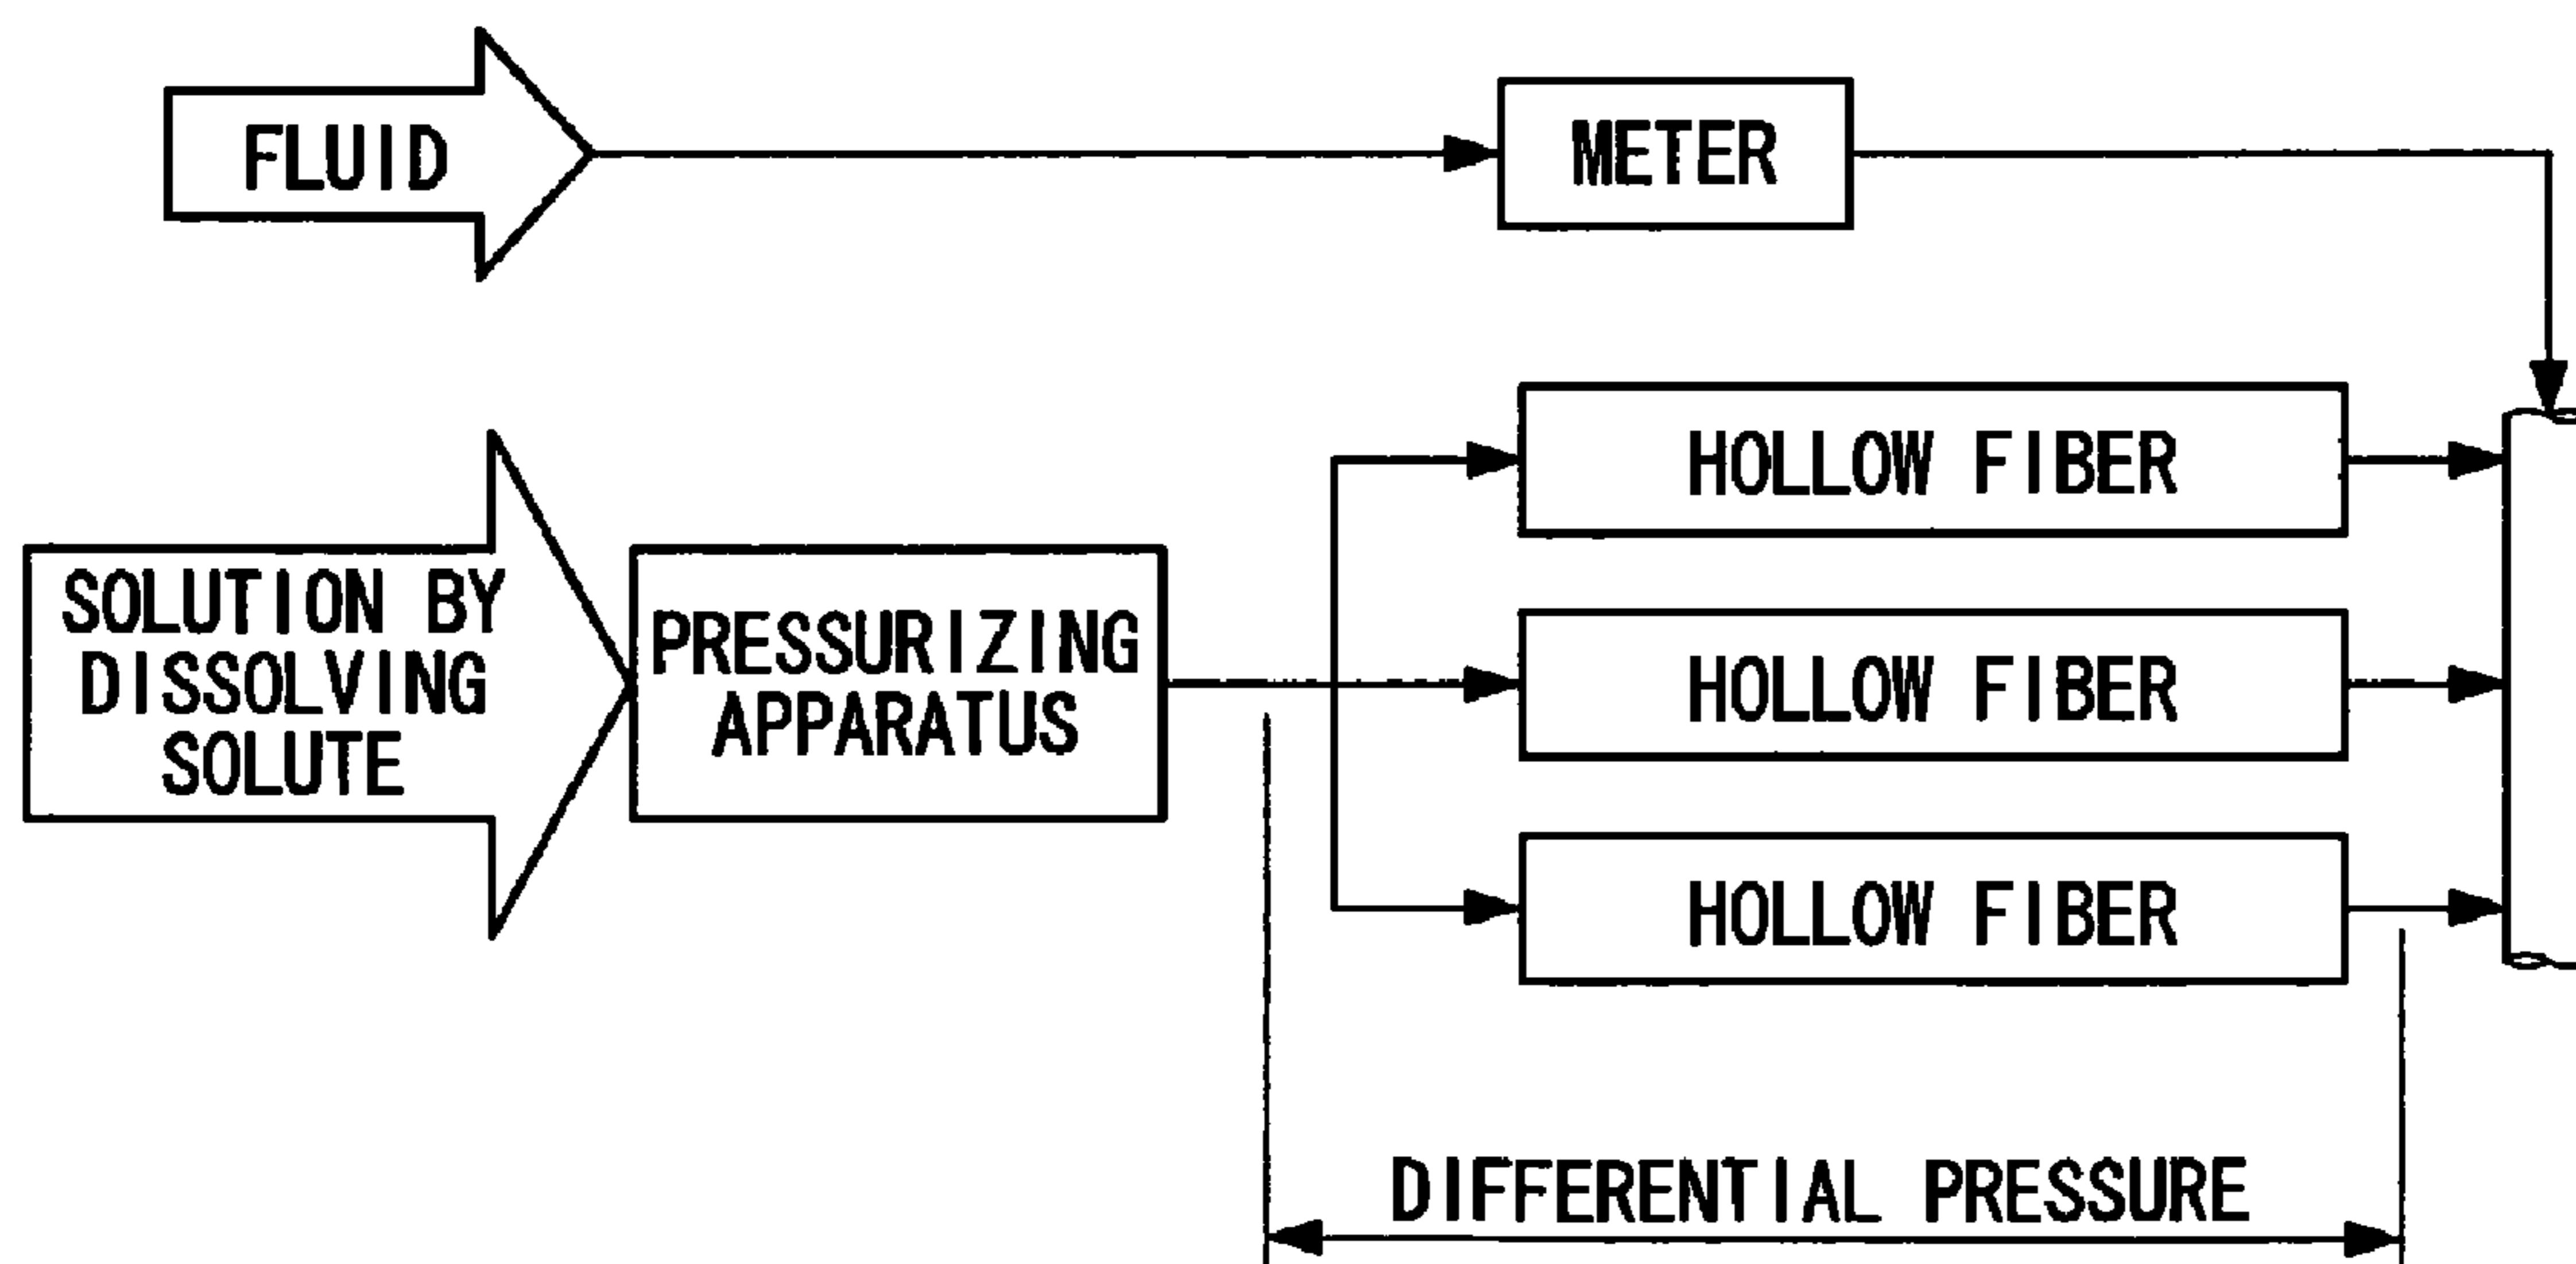 FLUID
METER
HOLLOW FIBER
SOLUTION BY
DISSOLVING
SOLUTE
PRESSURIZING
APPARATUS
HOLLOW FIBER
HOLLOW FIBER
DIFFERENTIAL PRESSURE